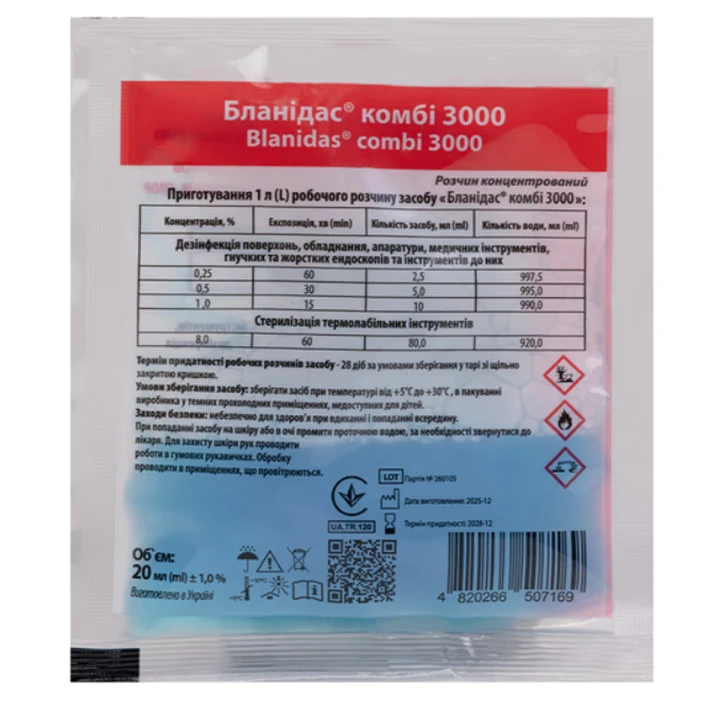 Бланідас® комбі 3000
Blanidas® combi 3000
Розчин концентрований
Приготування 1 л (L) робочого розчину засобу «Бланідас® комбі 3000»:
Концентрація, % Експозиція, хв (min) Кількість засобу, мл (ml) Кількість води, мл (ml)
Дезінфекція поверхонь, обладнання, апаратури, медичних інструментів,
гнучких та жорстких ендоскопів та інструментів до них
0,25 60 2,5 997,5
0,5 30 5,0 995,0
1,0 15 10 990,0
Стерилізація термолабільних інструментів
8,0 60 80,0 920,0
Термін придатності робочих розчинів засобу - 28 діб за умовами зберігання у тарі зі щільно
закритою кришкою.
Умови зберігання засобу: зберігати засіб при температурі від +5°C до +30°C, в пакуванні
виробника у темних прохолодних приміщеннях, недоступних для дітей.
Заходи безпеки: небезпечно для здоров'я при вдиханні і попаданні всередину.
При попаданні засобу на шкіру або в очі промити проточною водою, за необхідності звернутися до
лікаря. Для захисту шкіри рук проводити
роботи в гумових рукавичках. Обробку
проводити в приміщеннях, що провітрюються.
LOT Партія № 260105
Дата виготовлення: 2025-12
UA.TR.120 Термін придатності: 2028-12
Об`єм:
20 мл (ml) ± 1,0 %
Виготовлено в Україні
+5°C +30°C
4 820266 507169